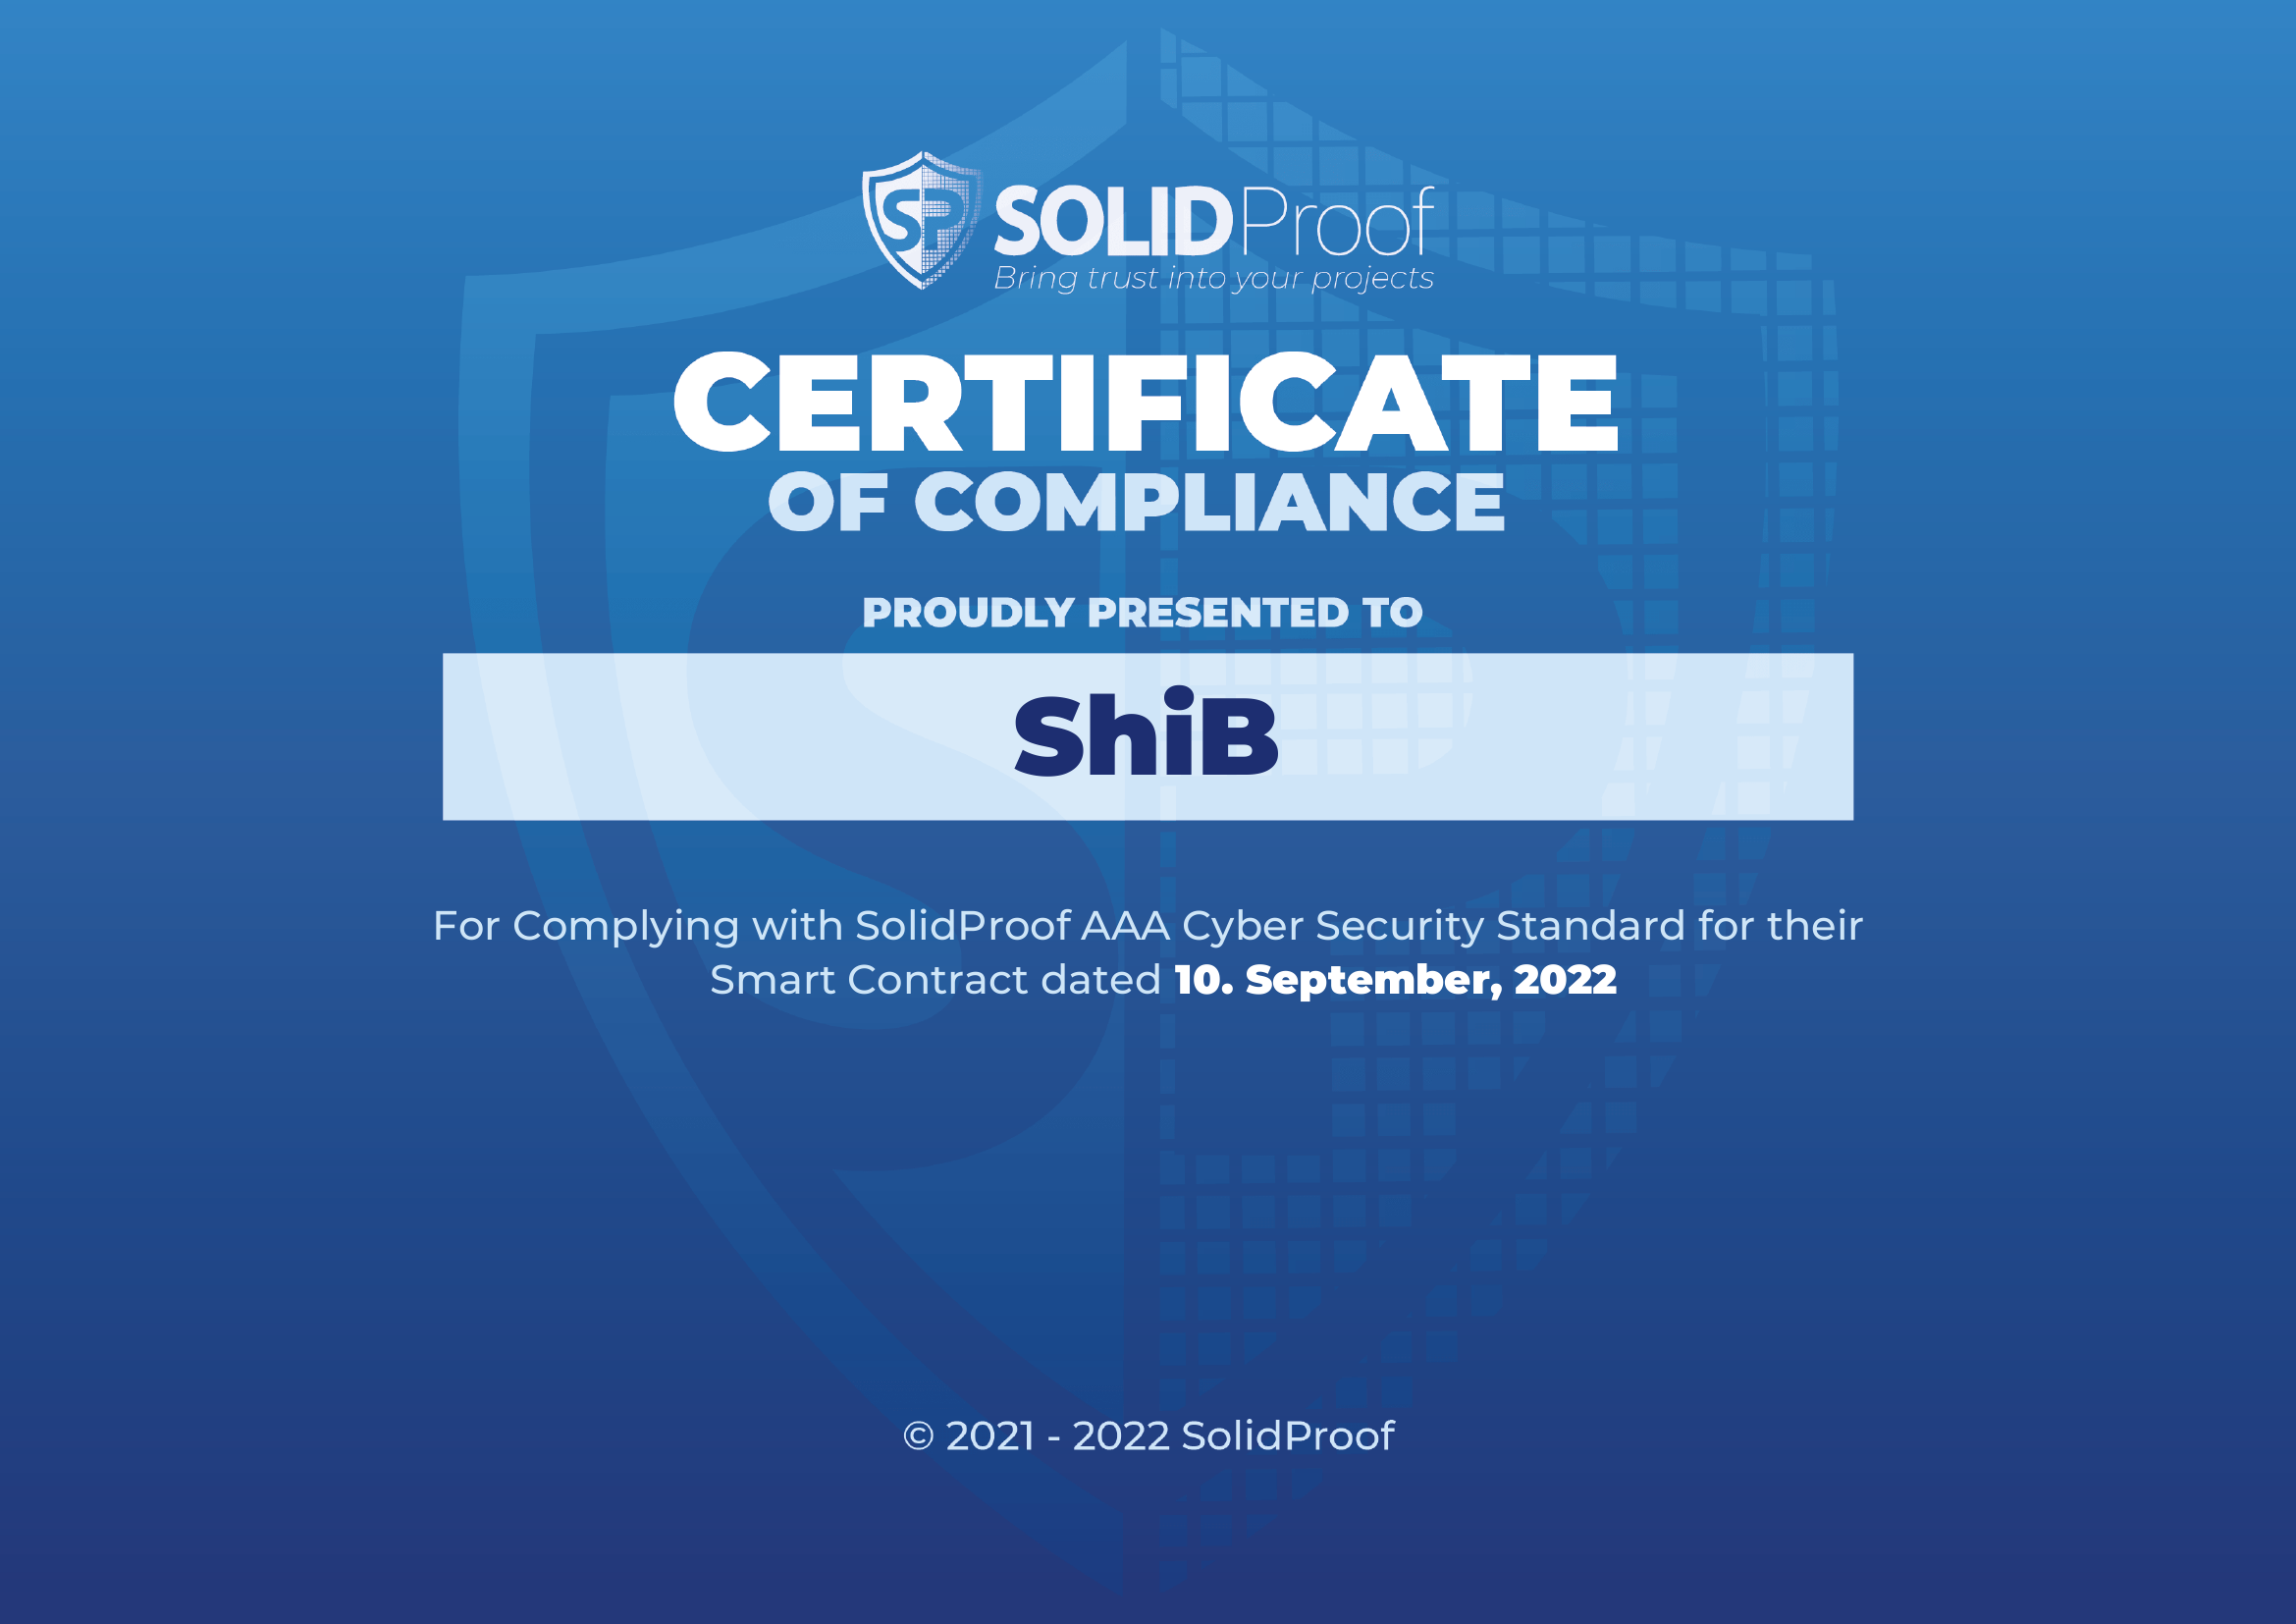 SP SOLIDProof
Bring trust into your projects
CERTIFICATE
OF COMPLIANCE
PROUDLY PRESENTED TO
ShiB
For Complying with SolidProof AAA Cyber Security Standard for their
Smart Contract dated 10. September, 2022
© 2021 - 2022 SolidProof